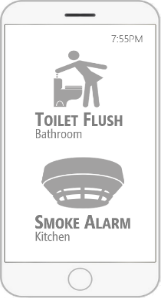 7:55PM
TOILET FLUSH
Bathroom
SMOKE ALARM
Kitchen